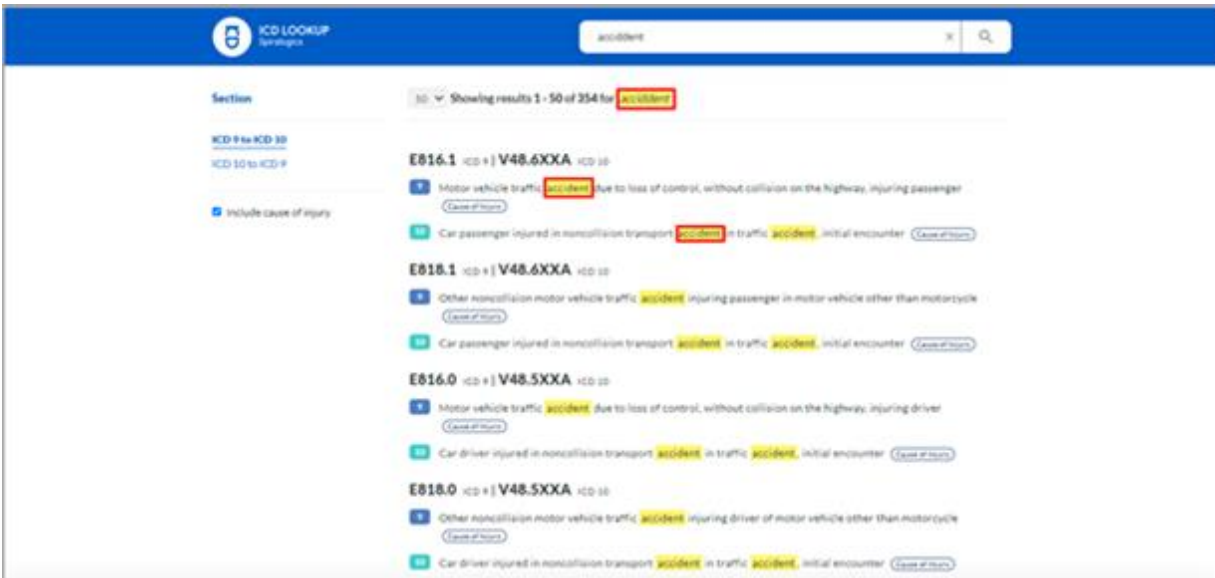 ICD LOOKUP
Spiralogics
acciddent
Section
50 Showing results 1 - 50 of 354 for acciddent
ICD 9 to ICD 10
ICD 10 to ICD 9
Include cause of injury
E816.1 ICD 9 | V48.6XXA ICD 10
9 Motor vehicle traffic accident due to loss of control, without collision on the highway, injuring passenger
Cause of Injury
10 Car passenger injured in noncollision transport accident in traffic accident, initial encounter Cause of Injury
E818.1 ICD 9 | V48.6XXA ICD 10
9 Other noncollision motor vehicle traffic accident injuring passenger in motor vehicle other than motorcycle
Cause of Injury
10 Car passenger injured in noncollision transport accident in traffic accident, initial encounter Cause of Injury
E816.0 ICD 9 | V48.5XXA ICD 10
9 Motor vehicle traffic accident due to loss of control, without collision on the highway, injuring driver
Cause of Injury
10 Car driver injured in noncollision transport accident in traffic accident, initial encounter Cause of Injury
E818.0 ICD 9 | V48.5XXA ICD 10
9 Other noncollision motor vehicle traffic accident injuring driver of motor vehicle other than motorcycle
Cause of Injury
10 Car driver injured in noncollision transport accident in traffic accident, initial encounter Cause of Injury